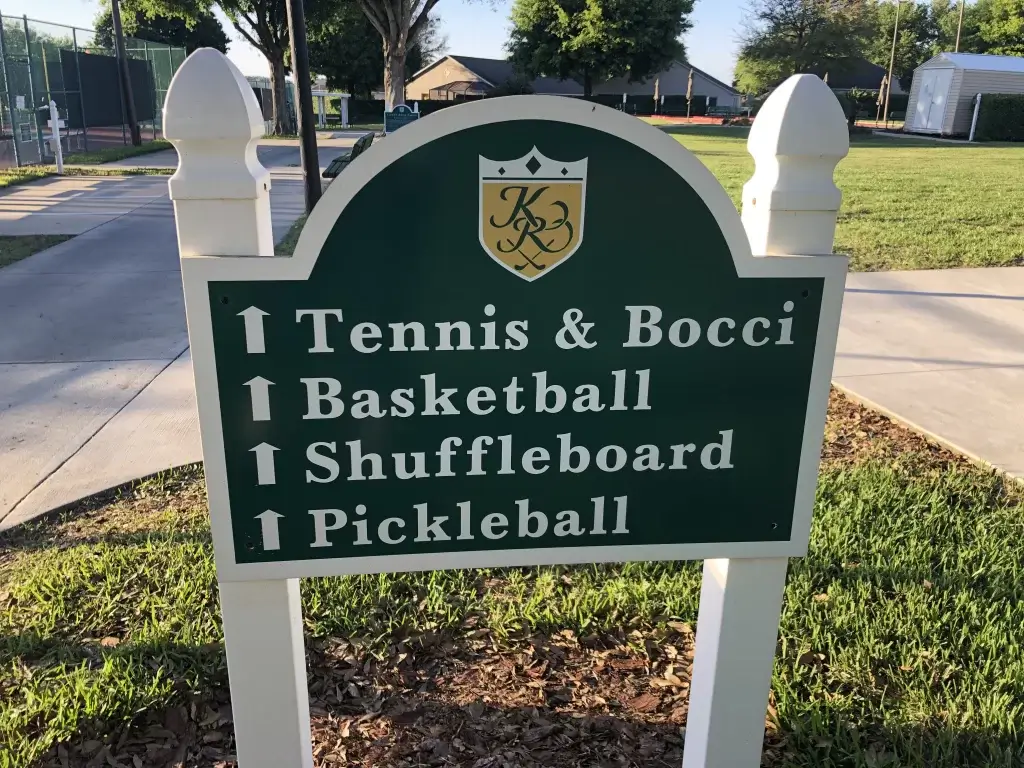 KR
↑ Tennis & Bocci
↑ Basketball
↑ Shuffleboard
↑ Pickleball